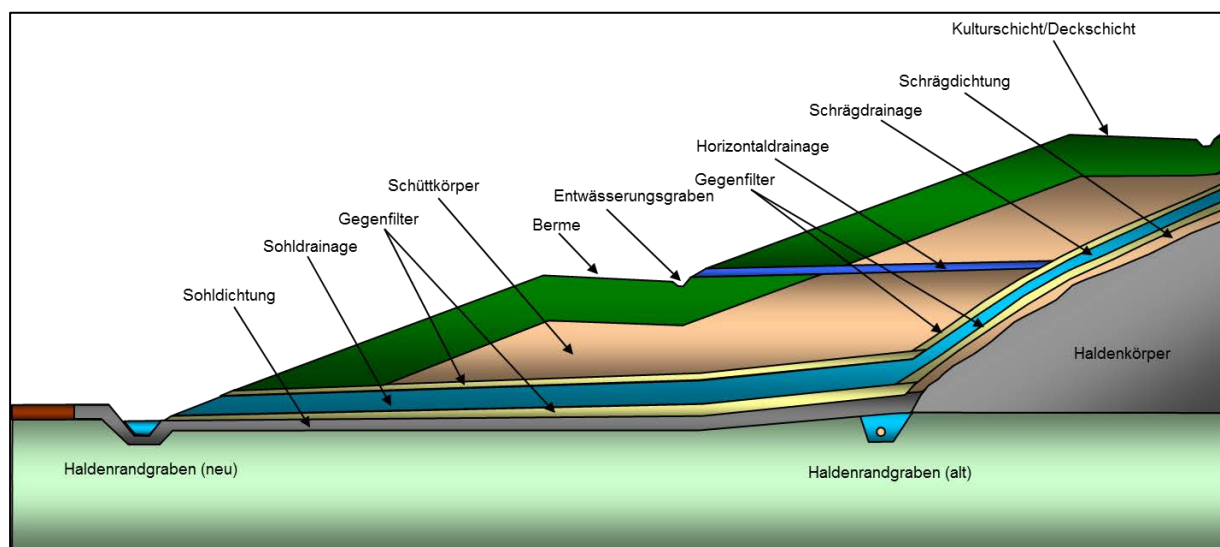 Kulturschicht/Deckschicht
Schrägdichtung
Schrägdrainage
Horizontaldrainage
Gegenfilter
Schüttkörper
Entwässerungsgraben
Gegenfilter
Berme
Sohldrainage
Sohldichtung
Haldenkörper
Haldenrandgraben (neu)
Haldenrandgraben (alt)